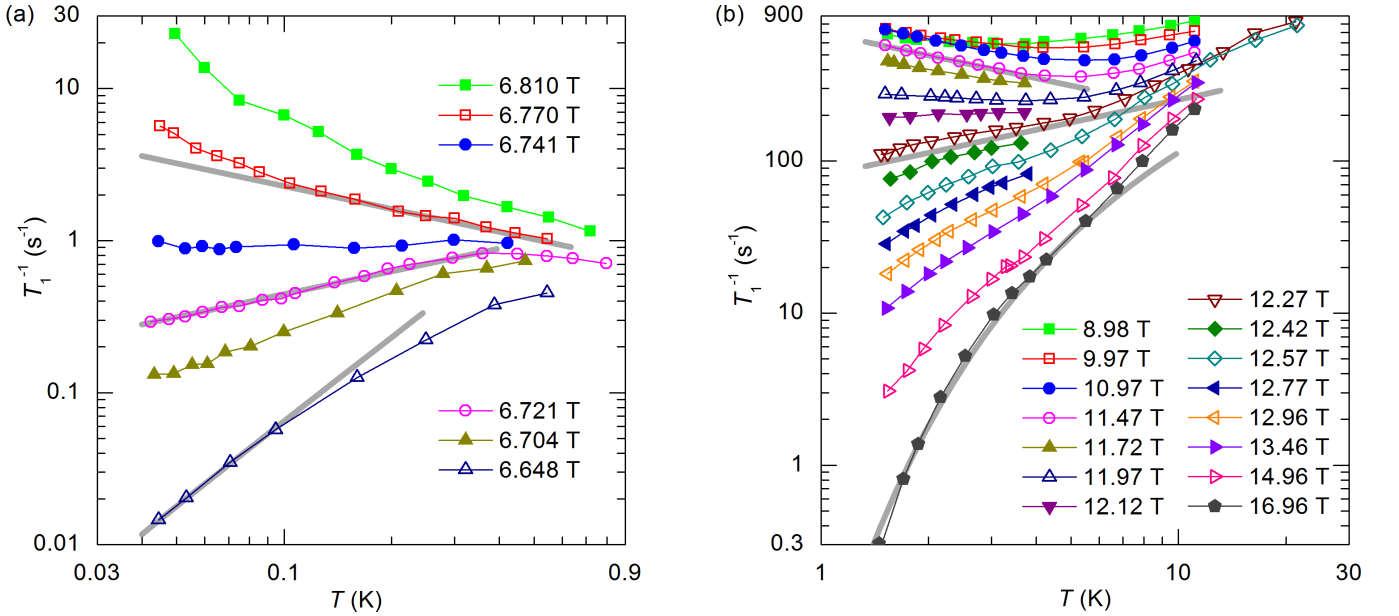 (a)
30
10
1
0.1
0.01
T₁⁻¹ (s⁻¹)
6.810 T
6.770 T
6.741 T
6.721 T
6.704 T
6.648 T
0.03
0.1
0.9
T (K)
(b)
900
100
10
1
0.3
T₁⁻¹ (s⁻¹)
8.98 T
9.97 T
10.97 T
11.47 T
11.72 T
11.97 T
12.12 T
12.27 T
12.42 T
12.57 T
12.77 T
12.96 T
13.46 T
14.96 T
16.96 T
1
10
30
T (K)